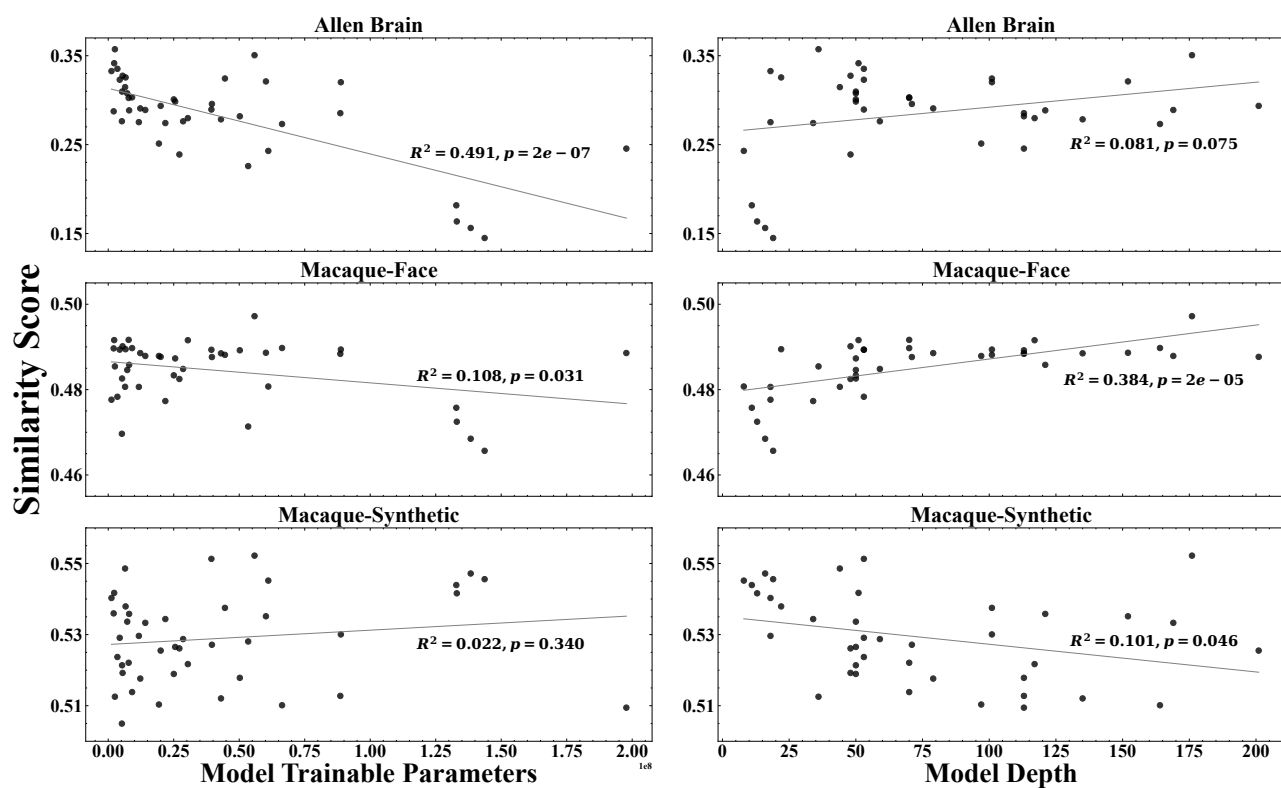 Allen Brain
Allen Brain
0.35
0.25
0.15
R² = 0.491, p = 2e − 07
0.35
0.25
0.15
R² = 0.081, p = 0.075
Macaque-Face
Macaque-Face
Similarity Score
0.50
0.48
0.46
R² = 0.108, p = 0.031
0.50
0.48
0.46
R² = 0.384, p = 2e − 05
Macaque-Synthetic
Macaque-Synthetic
0.55
0.53
0.51
R² = 0.022, p = 0.340
0.55
0.53
0.51
R² = 0.101, p = 0.046
0.00 0.25 0.50 0.75 1.00 1.25 1.50 1.75 2.00
1e8
0 25 50 75 100 125 150 175 200
Model Trainable Parameters
Model Depth